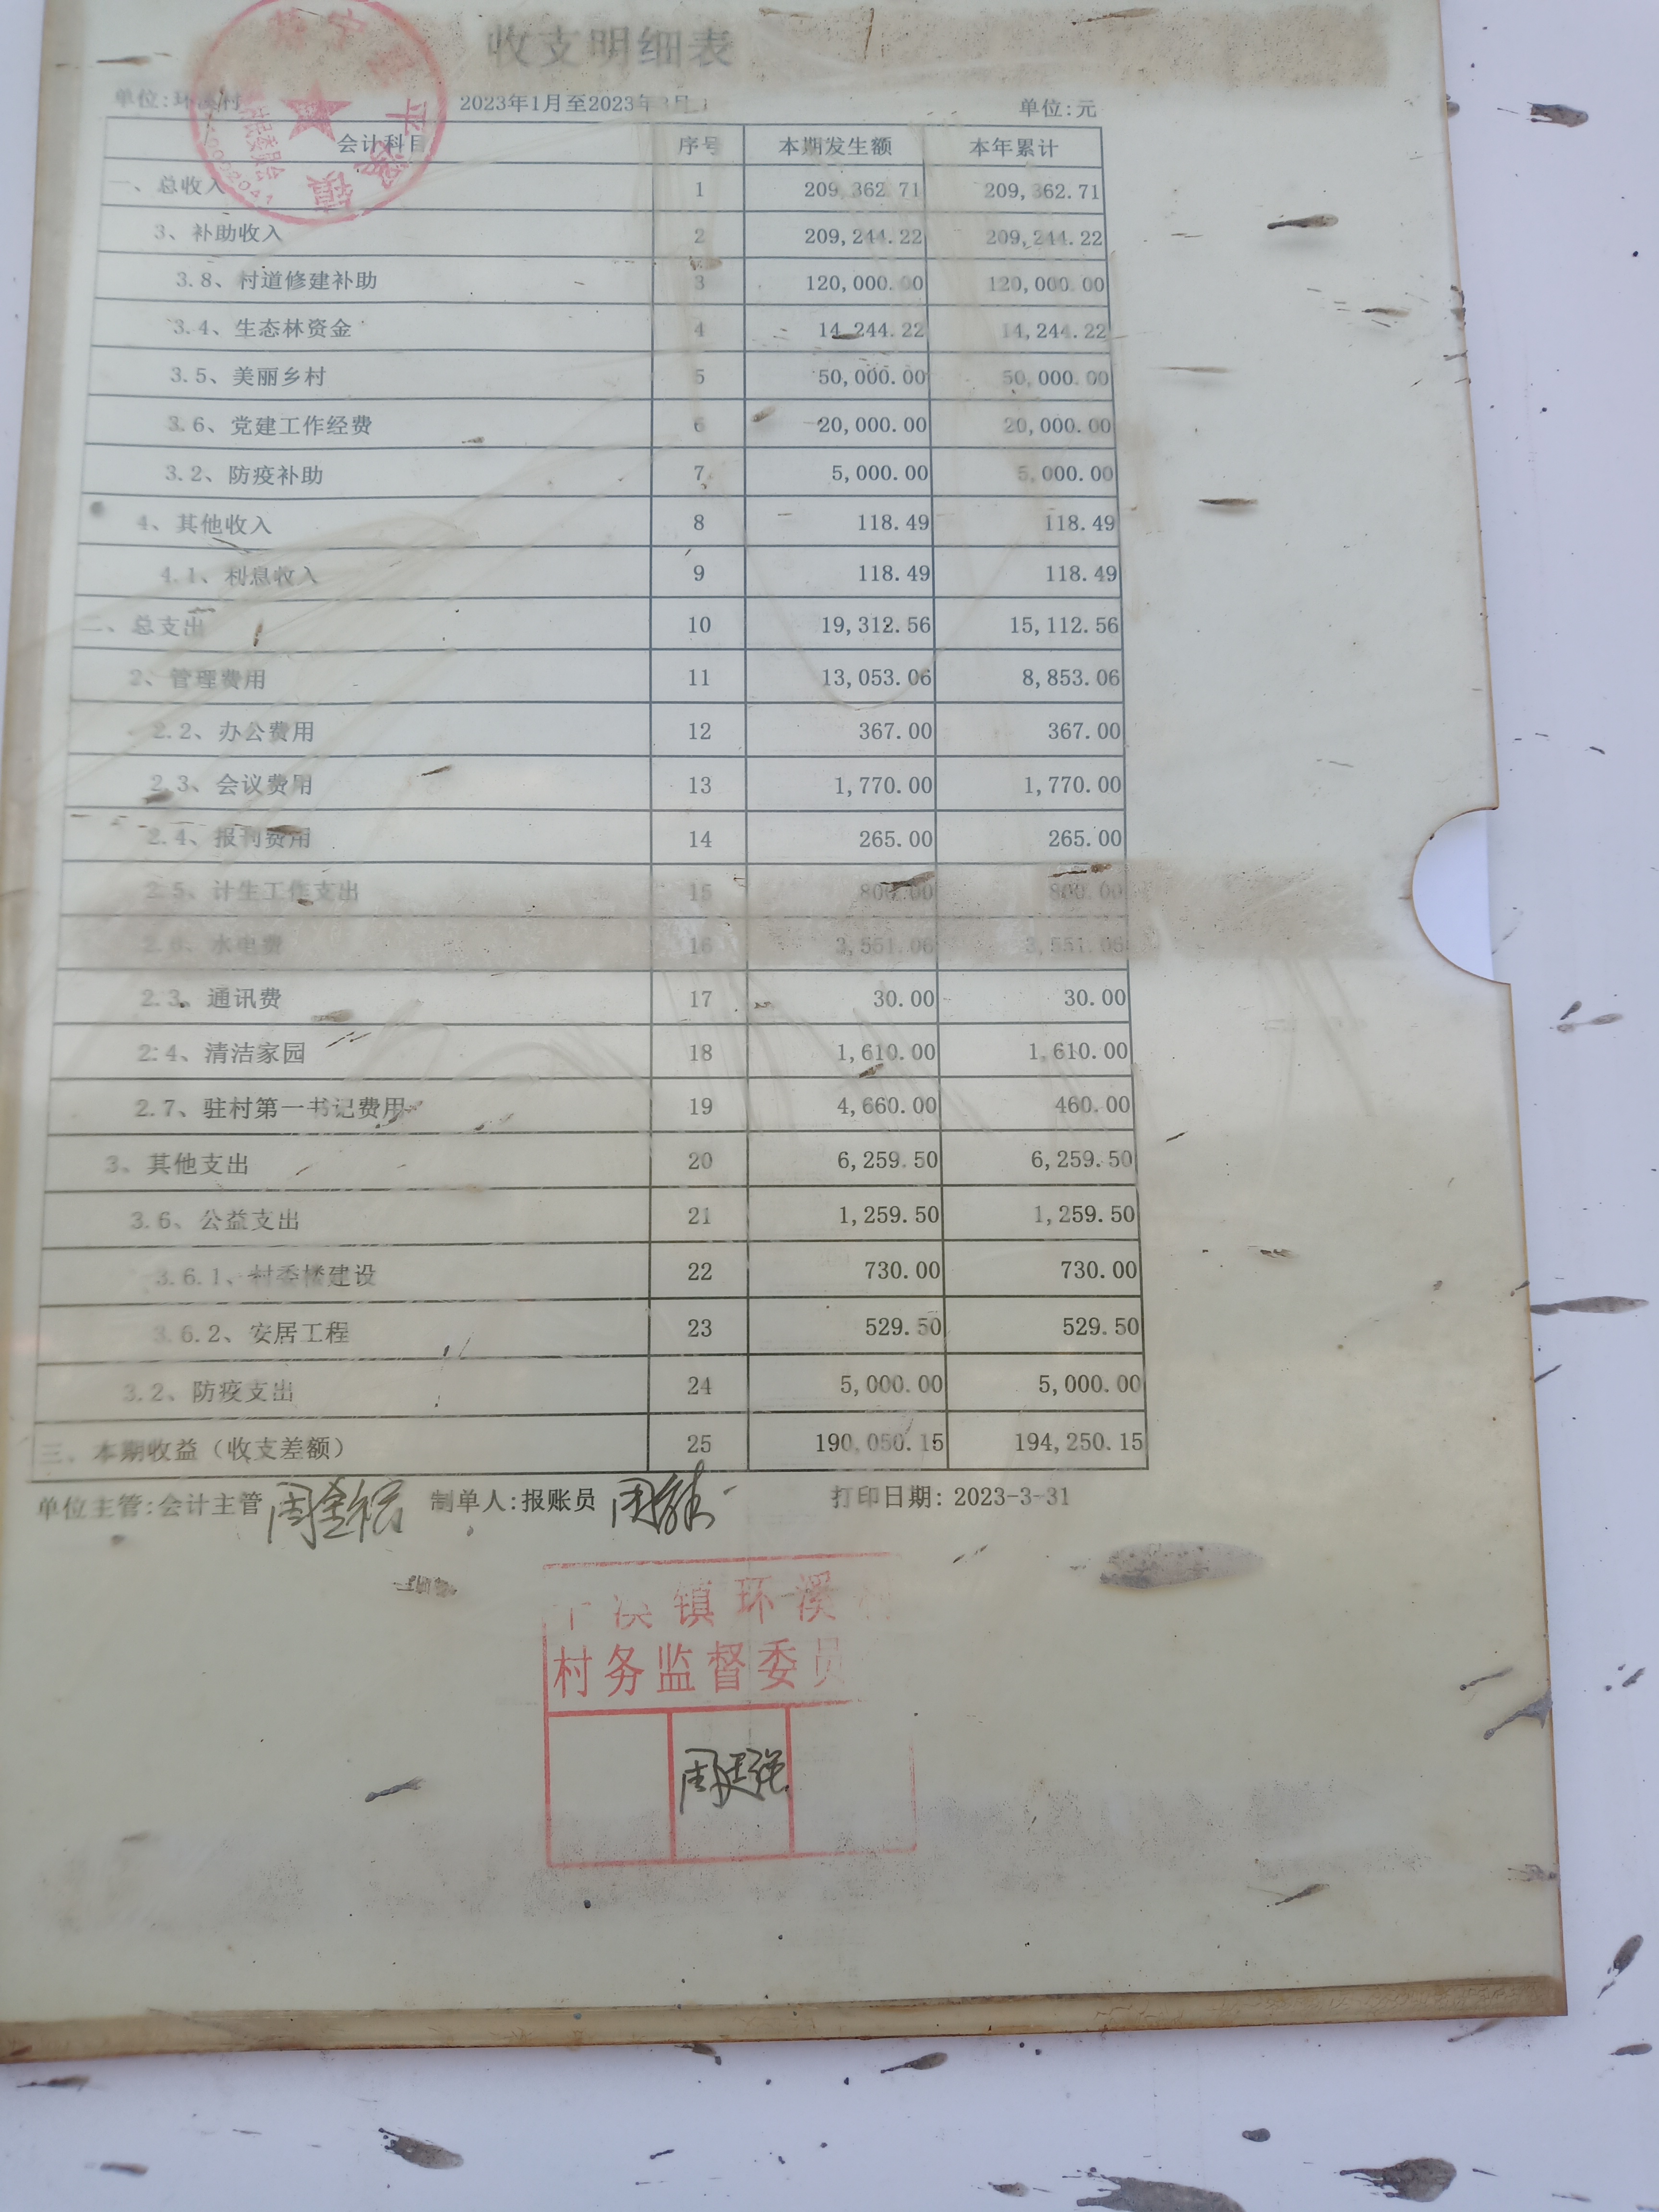 收支明细表
单位:环溪村 2023年1月至2023年3月 单位:元
会计科目 序号 本期发生额 本年累计
一、总收入 1 209,362.71 209,362.71
3、补助收入 2 209,244.22 209,244.22
3.8、村道修建补助 3 120,000.00 120,000.00
3.4、生态林资金 4 14,244.22 14,244.22
3.5、美丽乡村 5 50,000.00 50,000.00
3.6、党建工作经费 6 20,000.00 20,000.00
3.2、防疫补助 7 5,000.00 5,000.00
4、其他收入 8 118.49 118.49
4.1、利息收入 9 118.49 118.49
二、总支出 10 19,312.56 15,112.56
2、管理费用 11 13,053.06 8,853.06
2.2、办公费用 12 367.00 367.00
2.3、会议费用 13 1,770.00 1,770.00
2.4、报刊费用 14 265.00 265.00
2.5、计生工作支出 15 800.00 800.00
2.6、水电费 16 3,551.06 3,551.06
2.3、通讯费 17 30.00 30.00
2.4、清洁家园 18 1,610.00 1,610.00
2.7、驻村第一书记费用 19 4,660.00 460.00
3、其他支出 20 6,259.50 6,259.50
3.6、公益支出 21 1,259.50 1,259.50
3.6.1、村委楼建设 22 730.00 730.00
3.6.2、安居工程 23 529.50 529.50
3.2、防疫支出 24 5,000.00 5,000.00
三、本期收益（收支差额） 25 190,050.15 194,250.15
单位主管:会计主管 周 制单人:报账员 周 打印日期: 2023-3-31
平溪镇环溪
村务监督委员
周廷强